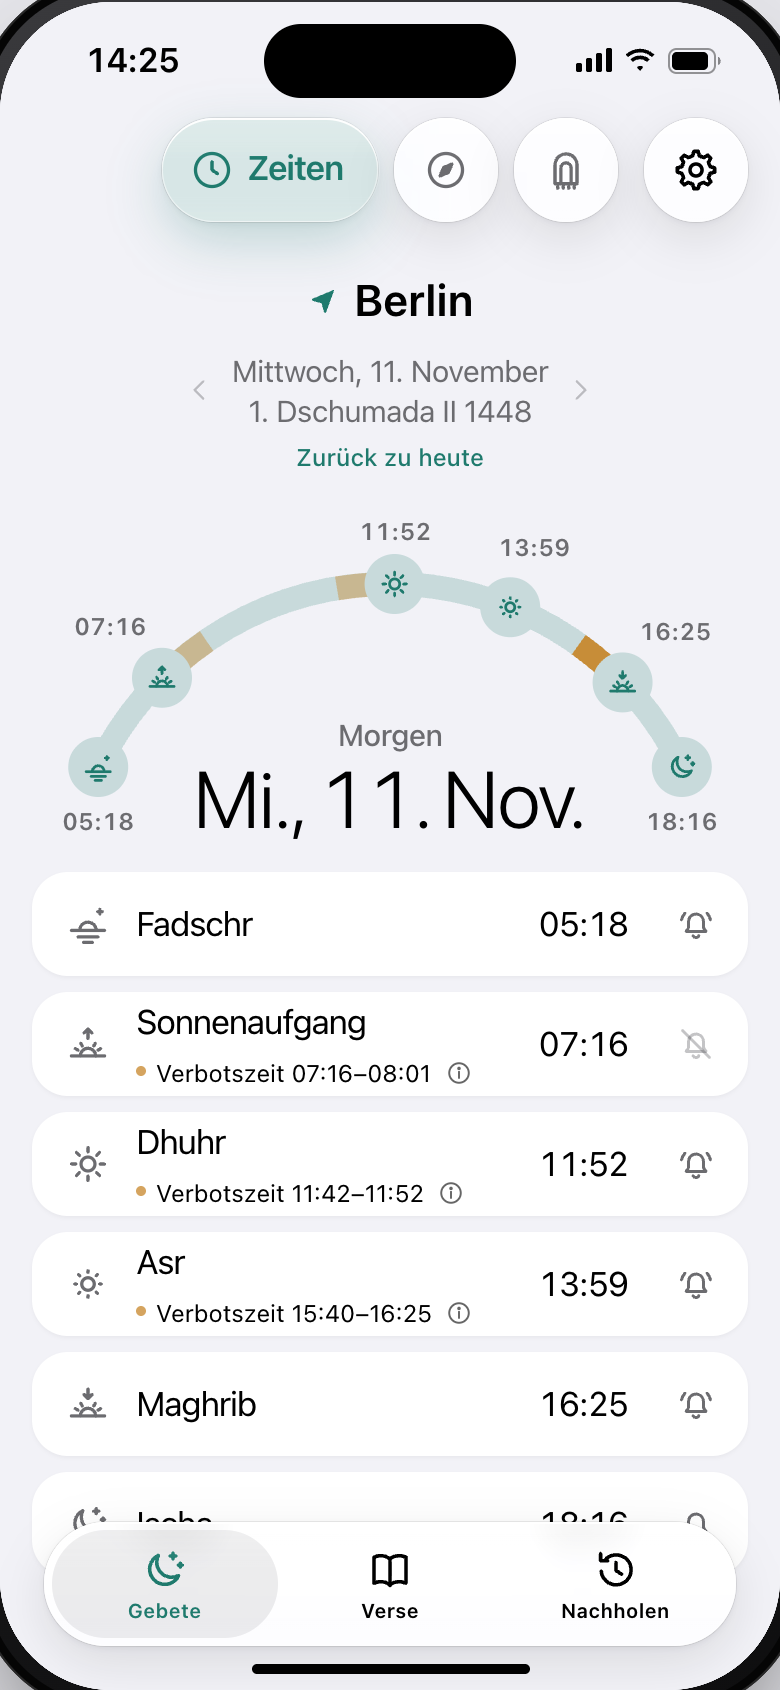 14:25
Zeiten
Berlin
Mittwoch, 11. November
1. Dschumada II 1448
Zurück zu heute
11:52
13:59
07:16
16:25
Morgen
Mi., 11. Nov.
05:18
18:16
Fadschr 05:18
Sonnenaufgang 07:16
Verbotszeit 07:16–08:01
Dhuhr 11:52
Verbotszeit 11:42–11:52
Asr 13:59
Verbotszeit 15:40–16:25
Maghrib 16:25
18:16
Gebete Verse Nachholen